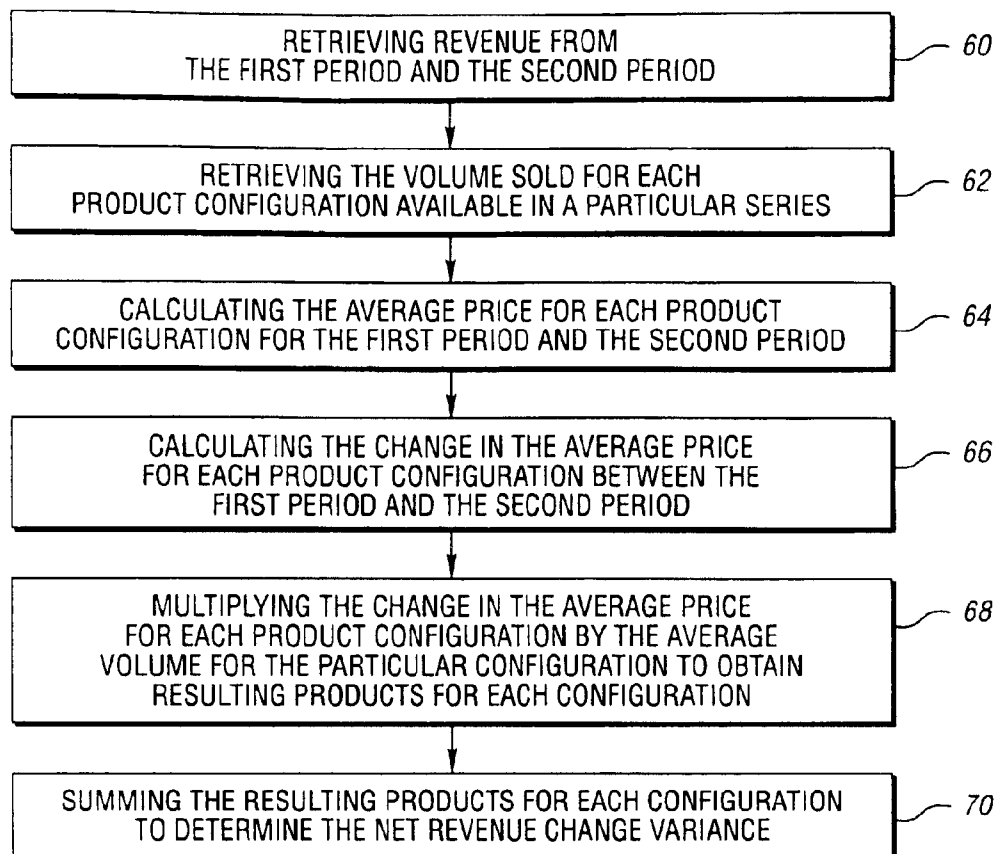 RETRIEVING REVENUE FROM
THE FIRST PERIOD AND THE SECOND PERIOD
60
RETRIEVING THE VOLUME SOLD FOR EACH
PRODUCT CONFIGURATION AVAILABLE IN A PARTICULAR SERIES
62
CALCULATING THE AVERAGE PRICE FOR EACH PRODUCT
CONFIGURATION FOR THE FIRST PERIOD AND THE SECOND PERIOD
64
CALCULATING THE CHANGE IN THE AVERAGE PRICE
FOR EACH PRODUCT CONFIGURATION BETWEEN THE
FIRST PERIOD AND THE SECOND PERIOD
66
MULTIPLYING THE CHANGE IN THE AVERAGE PRICE
FOR EACH PRODUCT CONFIGURATION BY THE AVERAGE
VOLUME FOR THE PARTICULAR CONFIGURATION TO OBTAIN
RESULTING PRODUCTS FOR EACH CONFIGURATION
68
SUMMING THE RESULTING PRODUCTS FOR EACH CONFIGURATION
TO DETERMINE THE NET REVENUE CHANGE VARIANCE
70